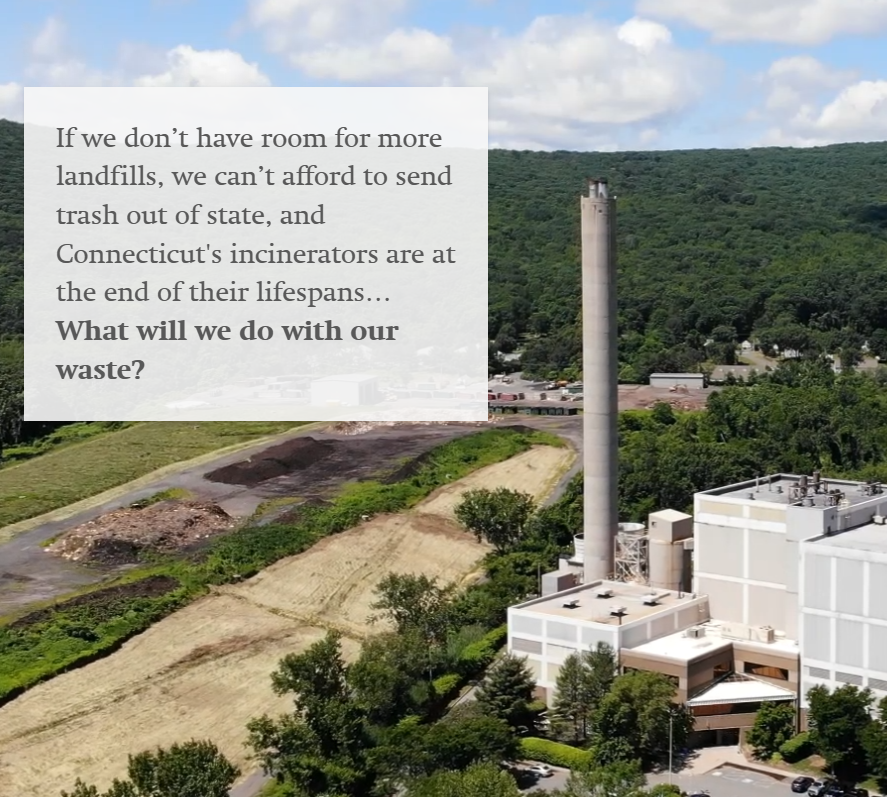 If we don’t have room for more
landfills, we can’t afford to send
trash out of state, and
Connecticut's incinerators are at
the end of their lifespans…
What will we do with our
waste?